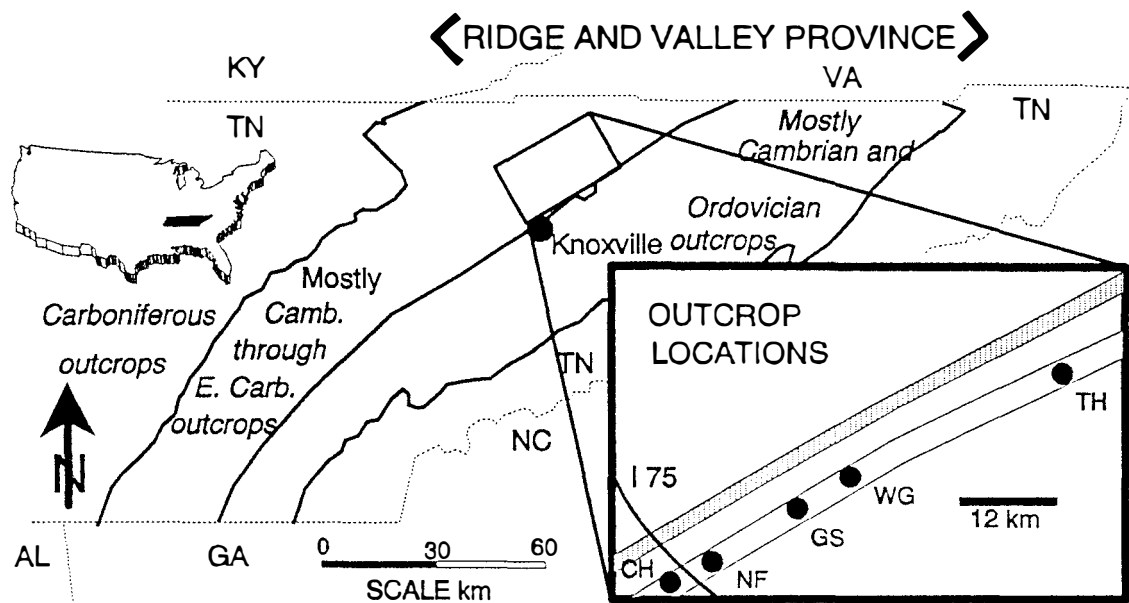 RIDGE AND VALLEY PROVINCE
KY
VA
TN
TN
Mostly
Cambrian and
Ordovician
outcrops
Knoxville
Mostly
Camb.
through
E. Carb.
outcrops
Carboniferous
outcrops
N
TN
NC
AL
GA
0 30 60
SCALE km
OUTCROP
LOCATIONS
TH
I 75
WG
12 km
GS
CH
NF